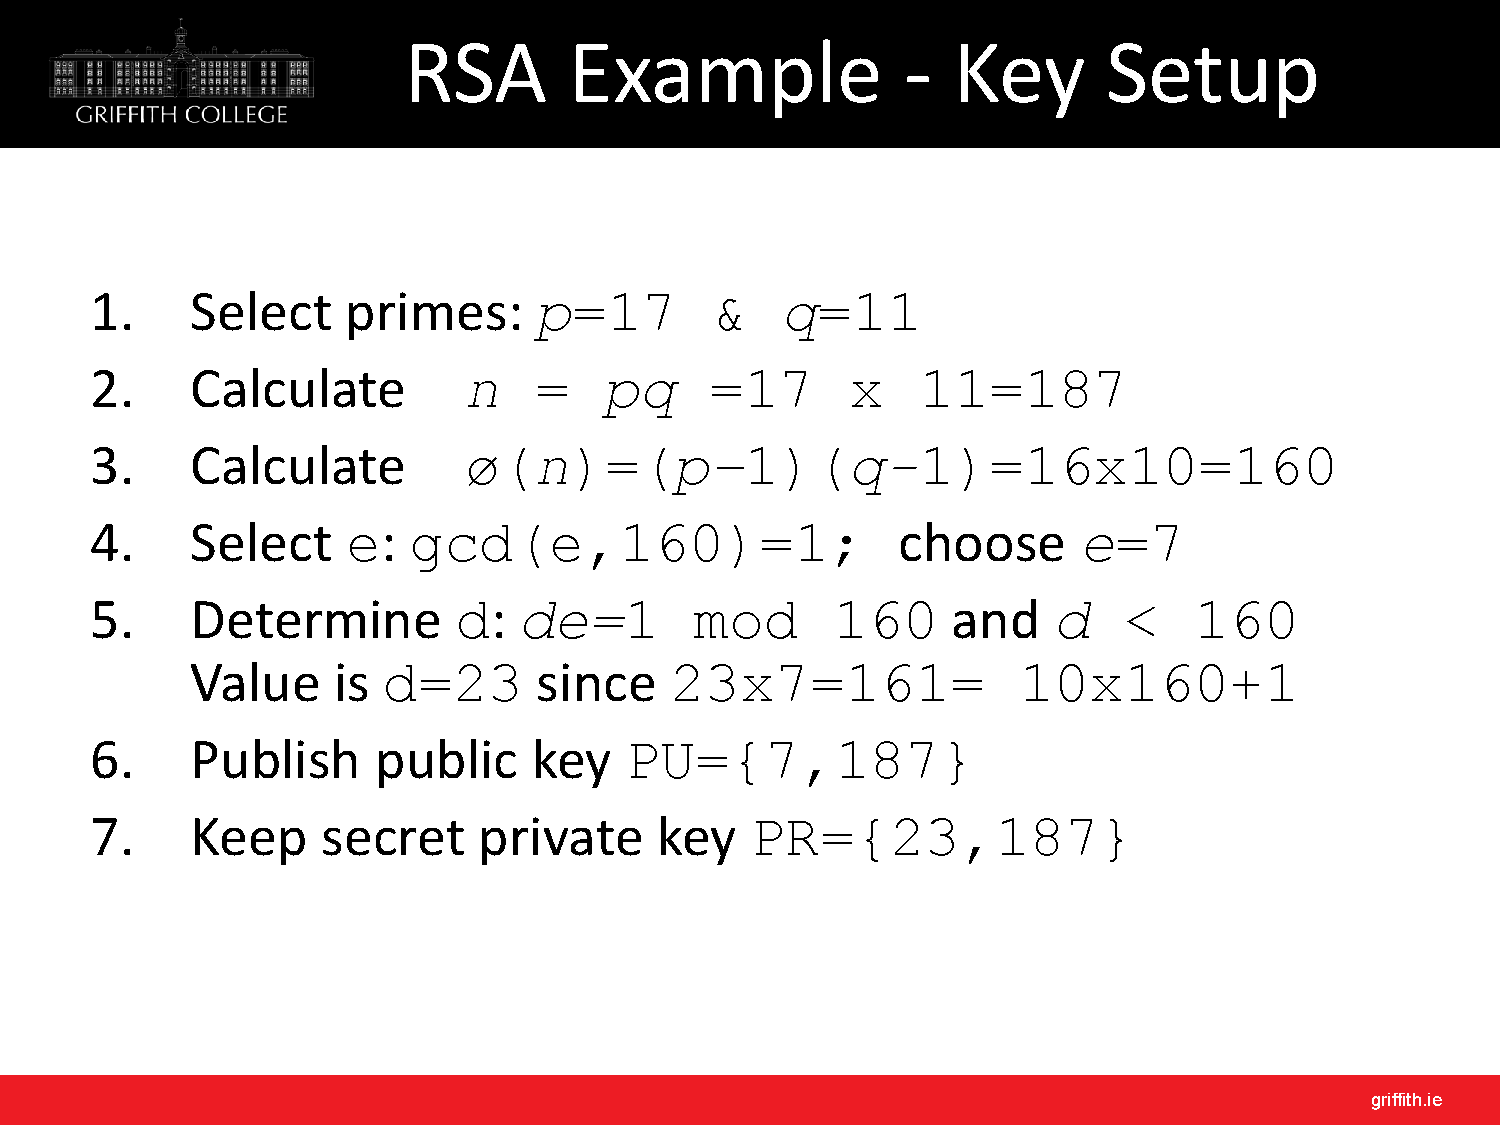 GRIFFITH COLLEGE
RSA Example - Key Setup
1. Select primes: p=17 & q=11
2. Calculate n = pq =17 x 11=187
3. Calculate ø(n)=(p–1)(q–1)=16x10=160
4. Select e: gcd(e,160)=1; choose e=7
5. Determine d: de=1 mod 160 and d < 160
Value is d=23 since 23x7=161= 10x160+1
6. Publish public key PU={7,187}
7. Keep secret private key PR={23,187}
griffith.ie